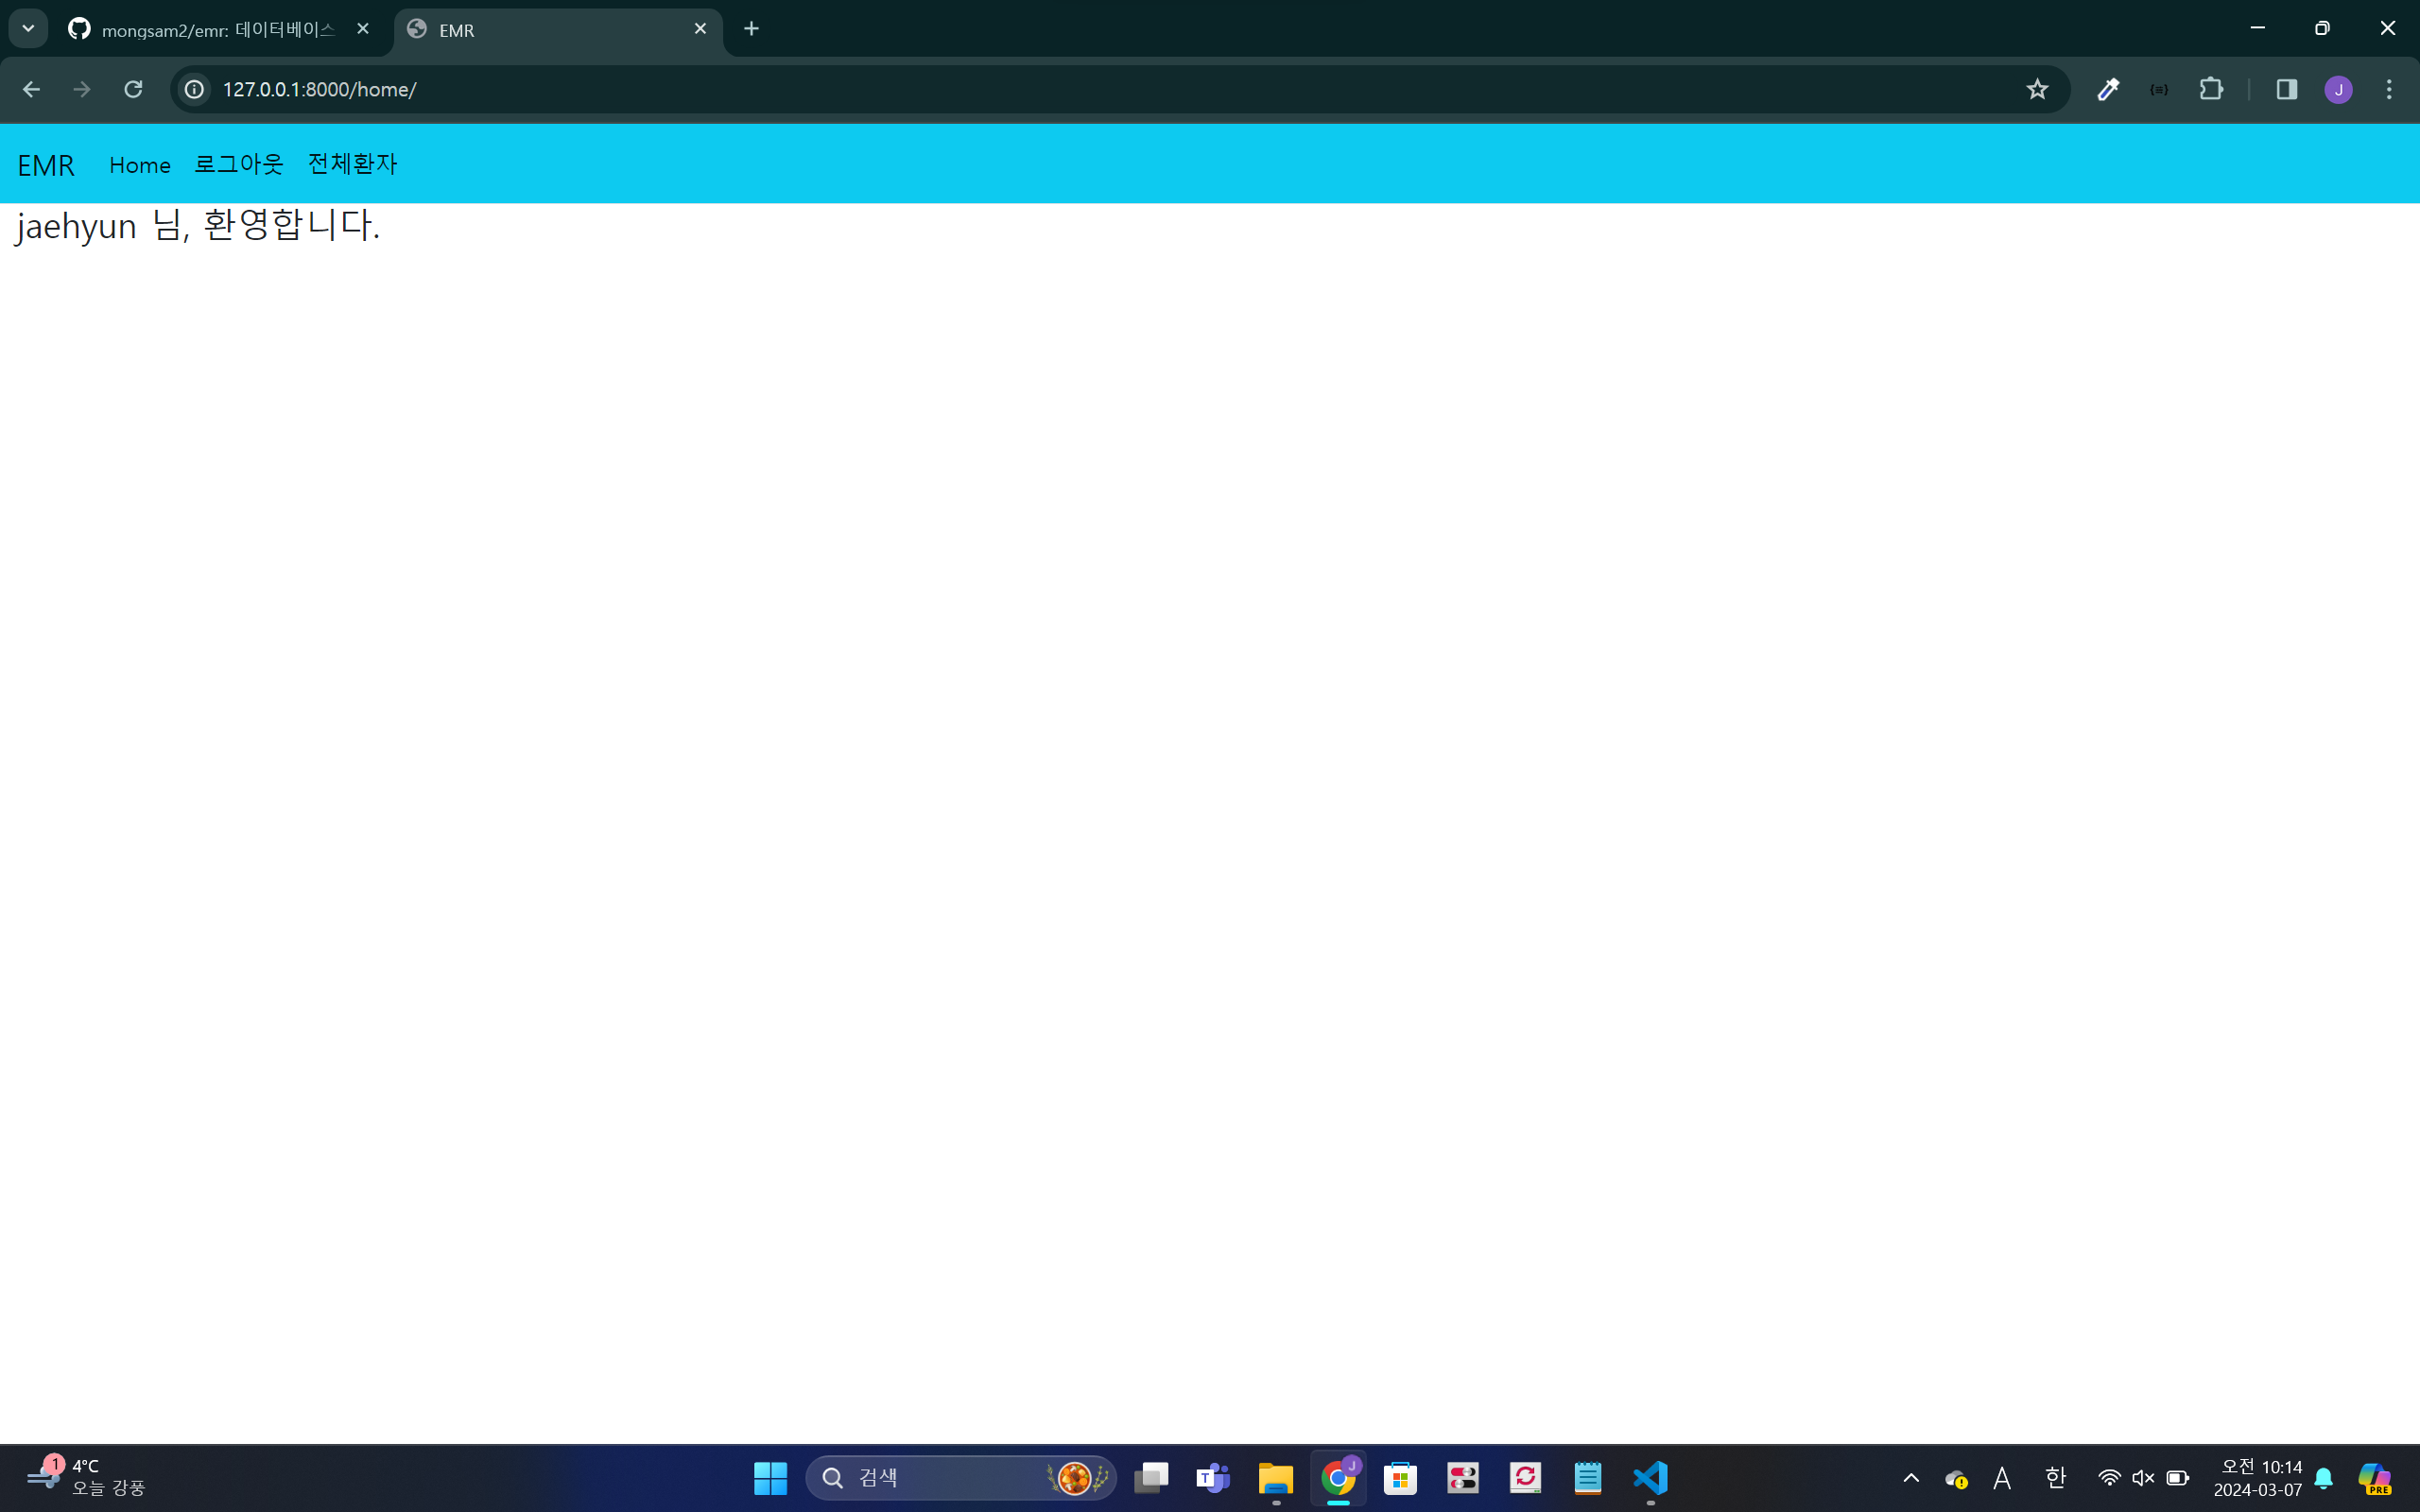 mongsam2/emr: 데이터베이스
EMR
127.0.0.1:8000/home/
J
EMR Home 로그아웃 전체환자
jaehyun 님, 환영합니다.
1
4°C
오늘 강풍
검색
T
J
A 한
오전 10:14
2024-03-07
PRE